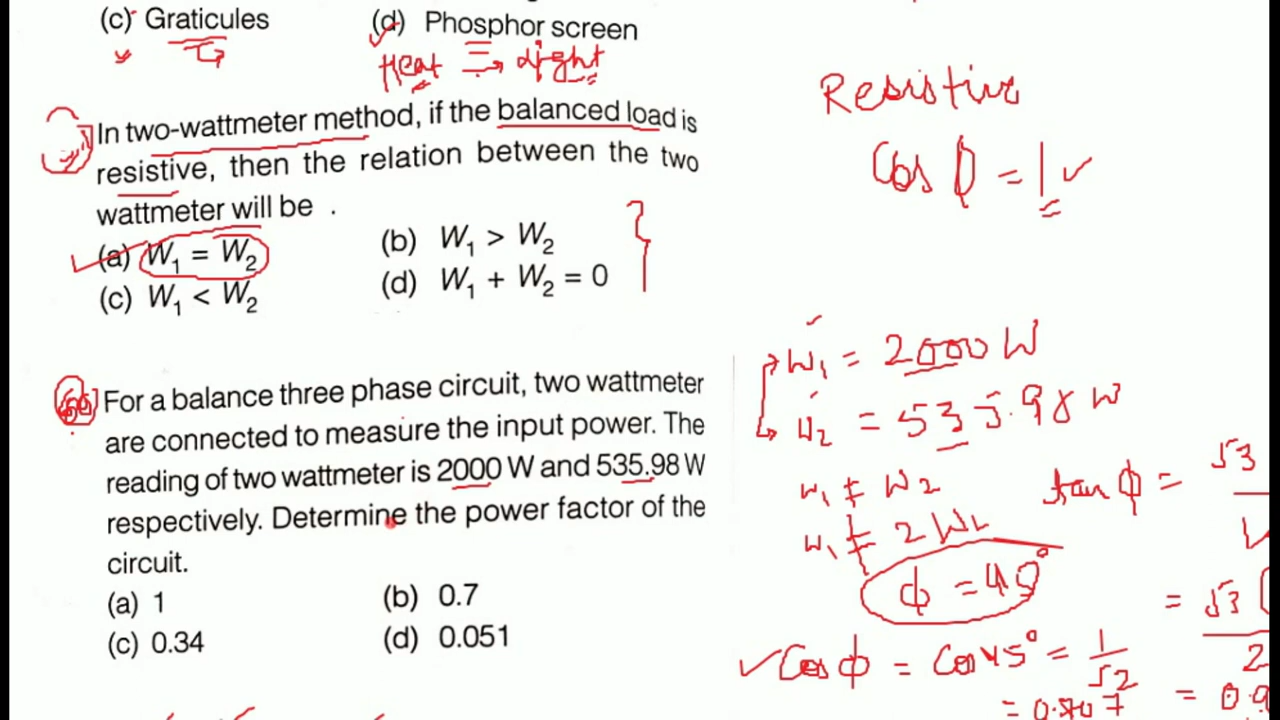 (c) Graticules (d) Phosphor screen
Heat → light
In two-wattmeter method, if the balanced load is
resistive, then the relation between the two
wattmeter will be .
(a) W₁ = W₂ (b) W₁ > W₂
(c) W₁ < W₂ (d) W₁ + W₂ = 0
Resistive
Cos ϕ = 1
For a balance three phase circuit, two wattmeter
are connected to measure the input power. The
reading of two wattmeter is 2000 W and 535.98 W
respectively. Determine the power factor of the
circuit.
(a) 1 (b) 0.7
(c) 0.34 (d) 0.051
W₁ = 2000 W
W₂ = 535.98 W
W₁ ≠ W₂
W₁ ≠ 2W₂
ϕ = 45°
Cos ϕ = Cos 45° = 1/√2
= 0.707
tan ϕ = √3
= √3 (
2
= 0.9